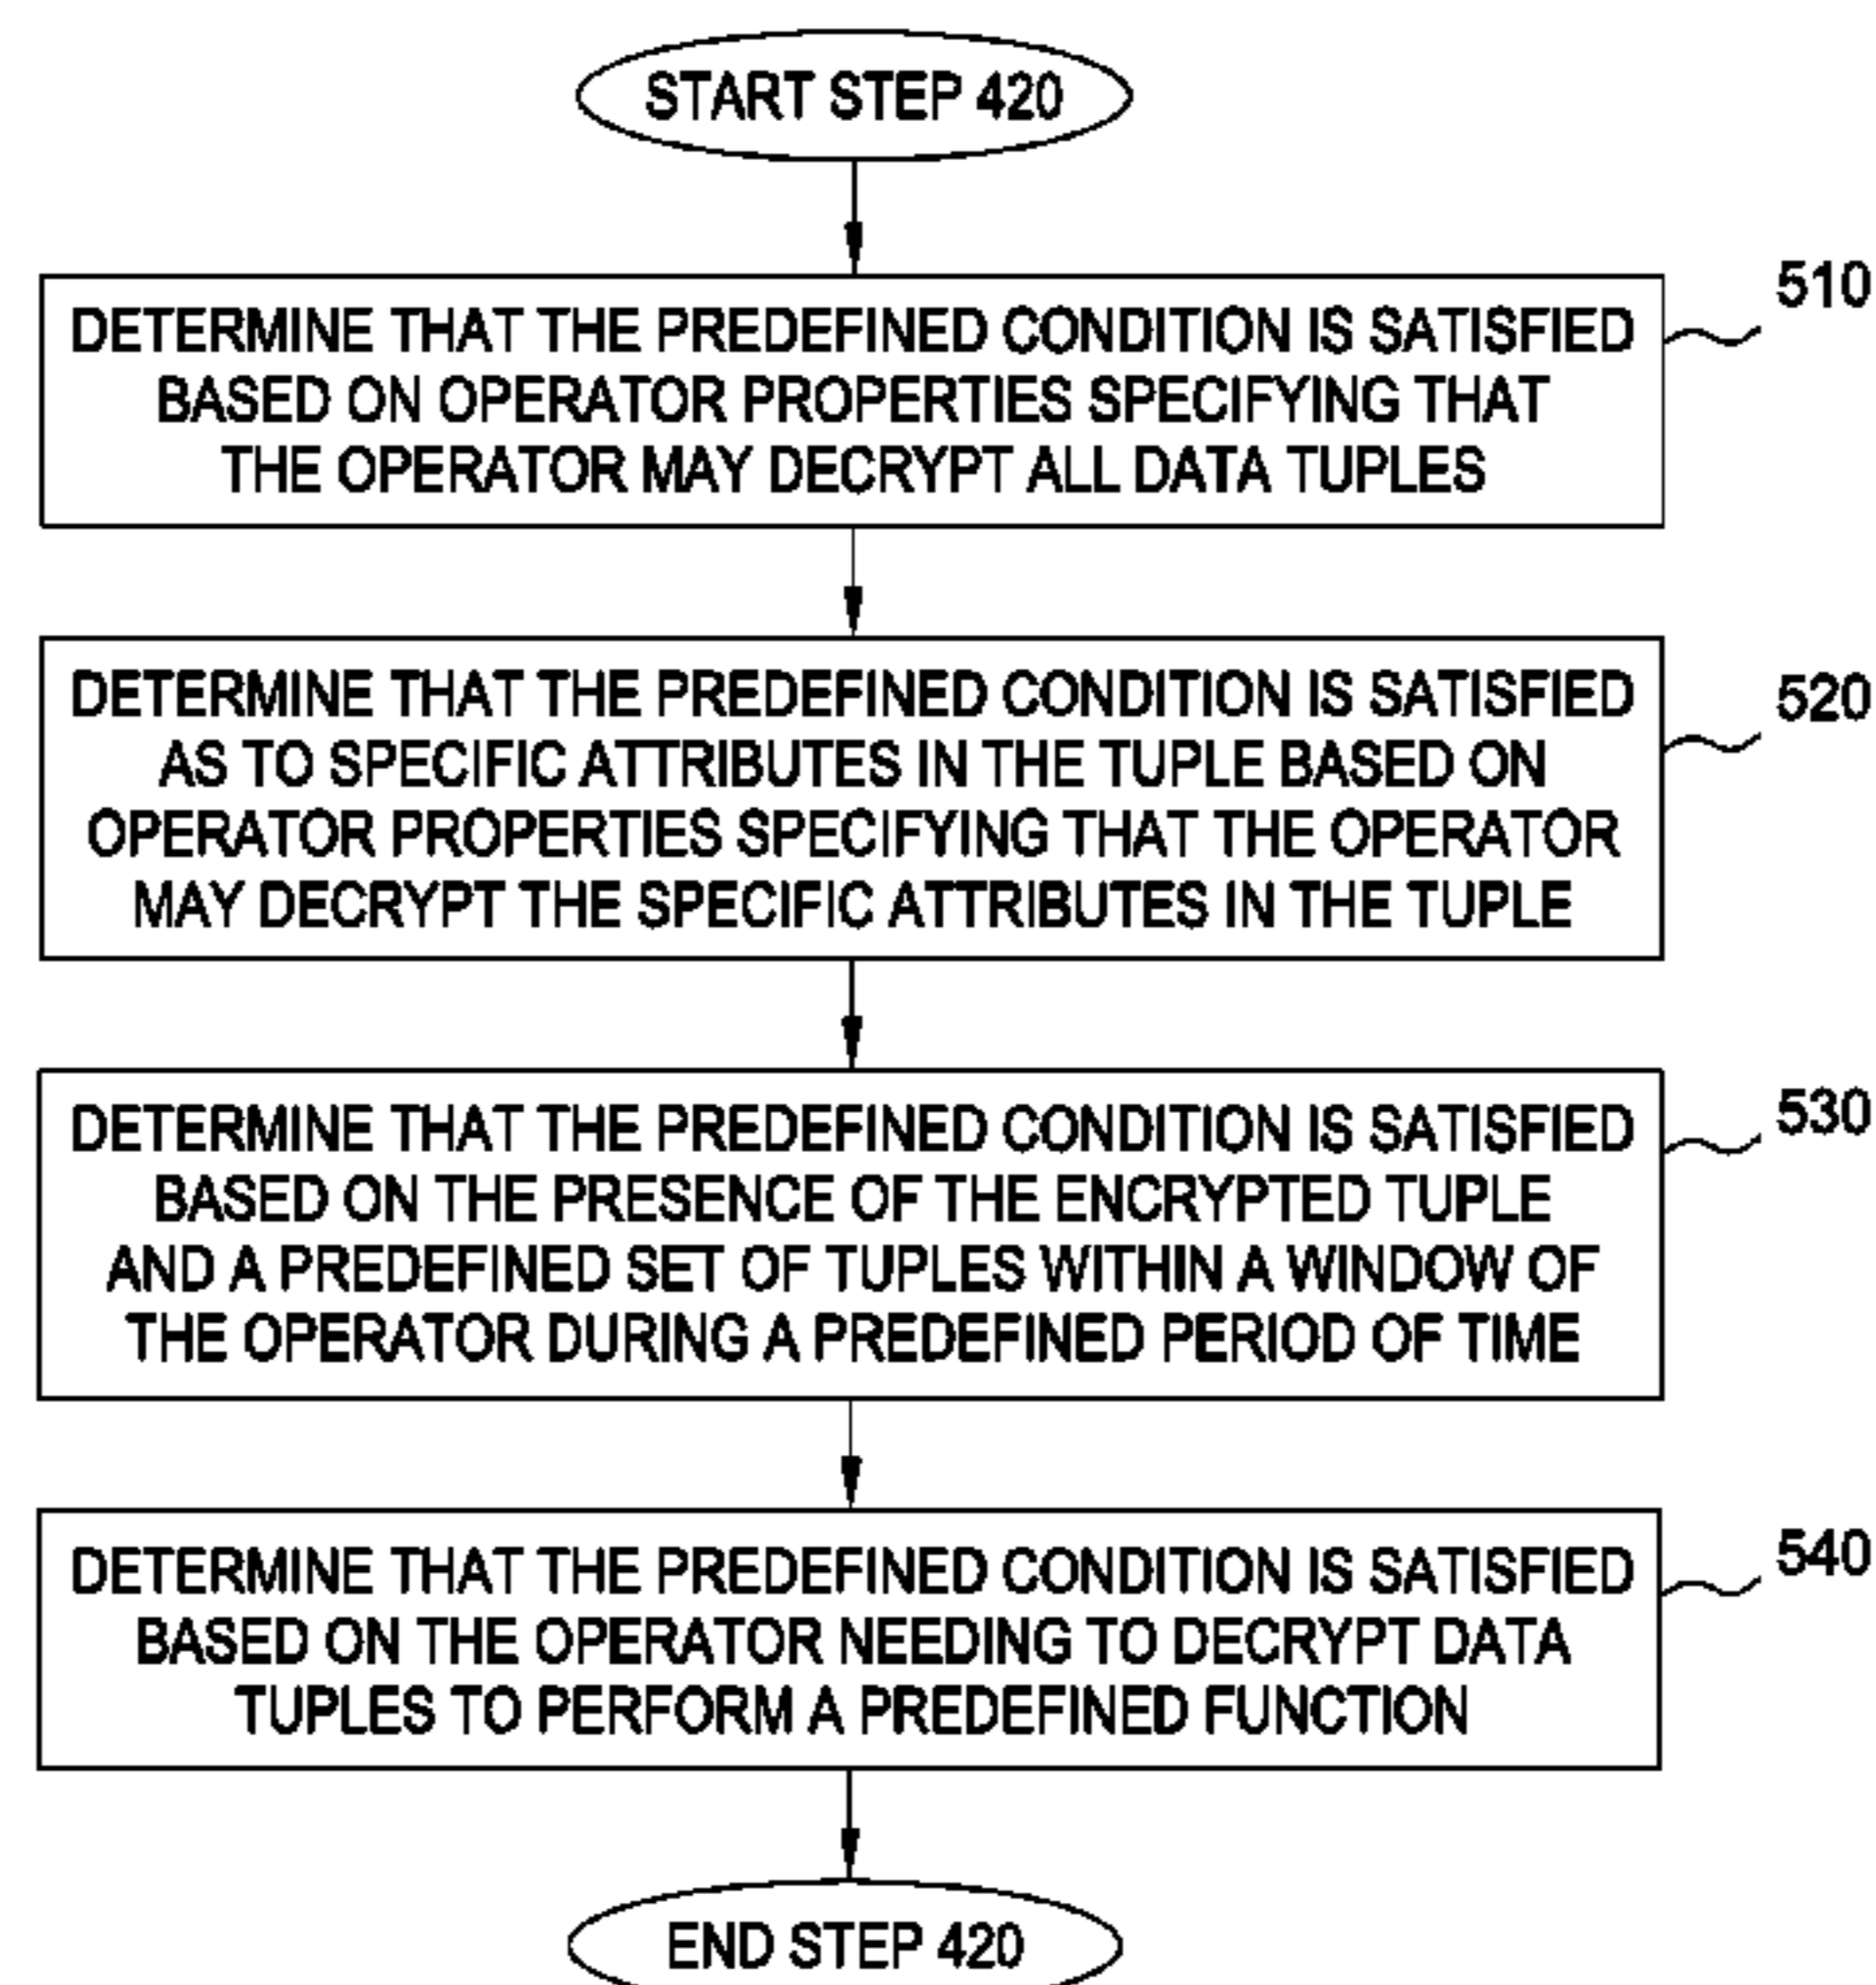 START STEP 420
510
DETERMINE THAT THE PREDEFINED CONDITION IS SATISFIED
BASED ON OPERATOR PROPERTIES SPECIFYING THAT
THE OPERATOR MAY DECRYPT ALL DATA TUPLES
520
DETERMINE THAT THE PREDEFINED CONDITION IS SATISFIED
AS TO SPECIFIC ATTRIBUTES IN THE TUPLE BASED ON
OPERATOR PROPERTIES SPECIFYING THAT THE OPERATOR
MAY DECRYPT THE SPECIFIC ATTRIBUTES IN THE TUPLE
530
DETERMINE THAT THE PREDEFINED CONDITION IS SATISFIED
BASED ON THE PRESENCE OF THE ENCRYPTED TUPLE
AND A PREDEFINED SET OF TUPLES WITHIN A WINDOW OF
THE OPERATOR DURING A PREDEFINED PERIOD OF TIME
540
DETERMINE THAT THE PREDEFINED CONDITION IS SATISFIED
BASED ON THE OPERATOR NEEDING TO DECRYPT DATA
TUPLES TO PERFORM A PREDEFINED FUNCTION
END STEP 420